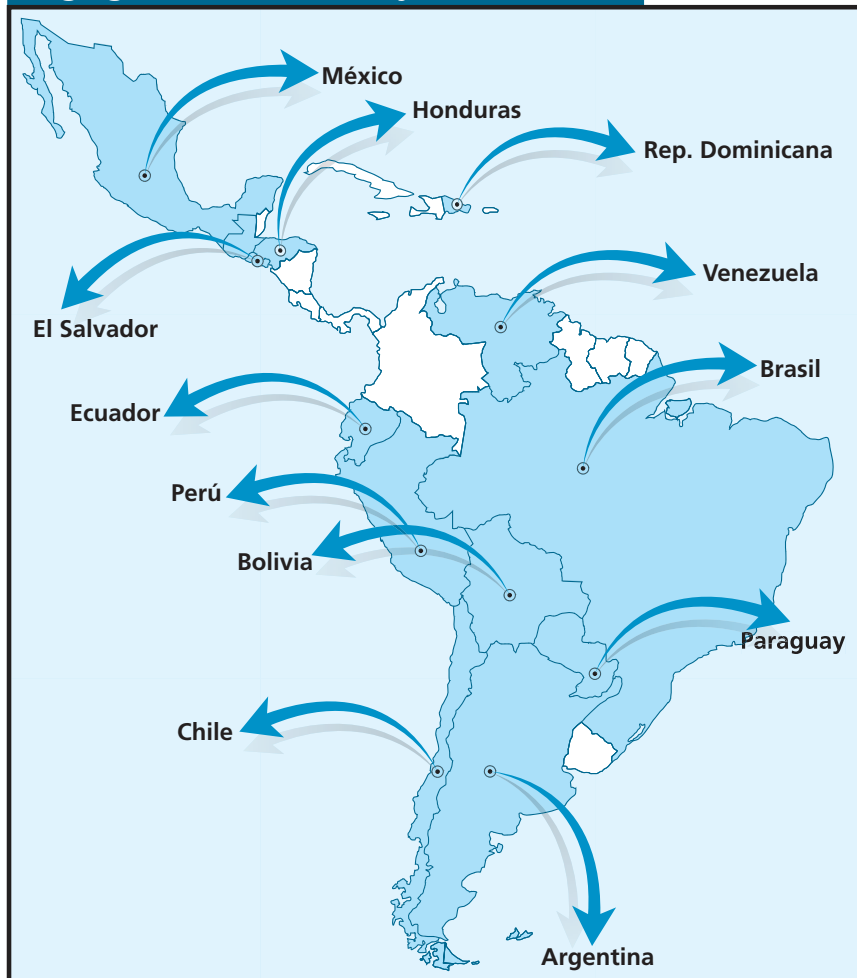 México
Honduras
Rep. Dominicana
El Salvador
Venezuela
Ecuador
Brasil
Perú
Bolivia
Paraguay
Chile
Argentina